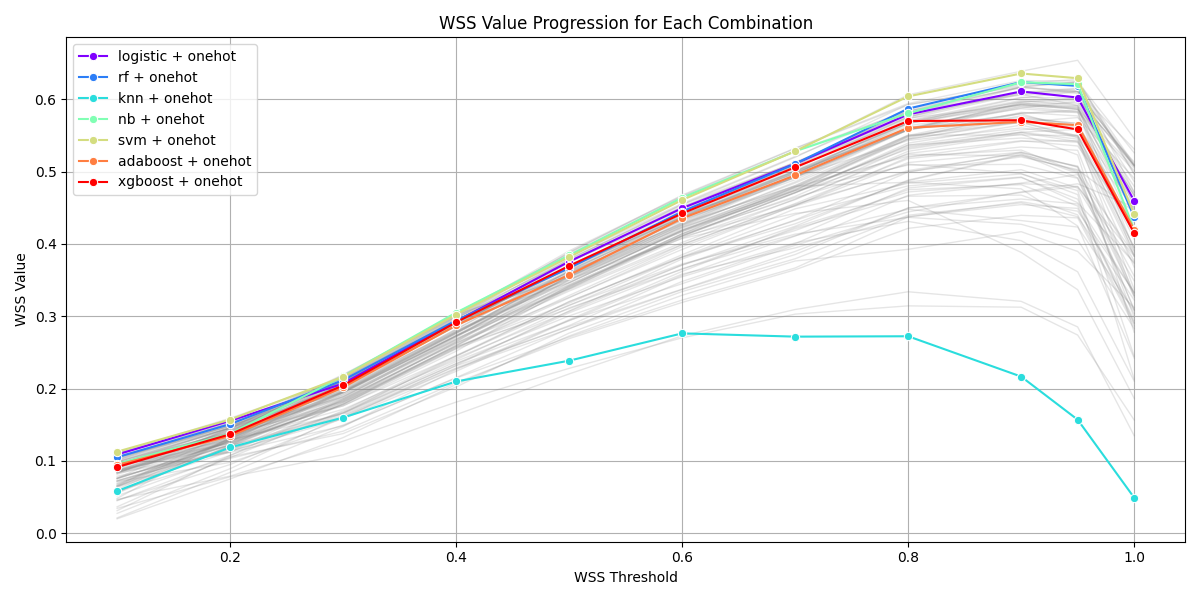 WSS Value Progression for Each Combination
logistic + onehot
rf + onehot
knn + onehot
nb + onehot
svm + onehot
adaboost + onehot
xgboost + onehot
WSS Value
0.6
0.5
0.4
0.3
0.2
0.1
0.0
0.2 0.4 0.6 0.8 1.0
WSS Threshold